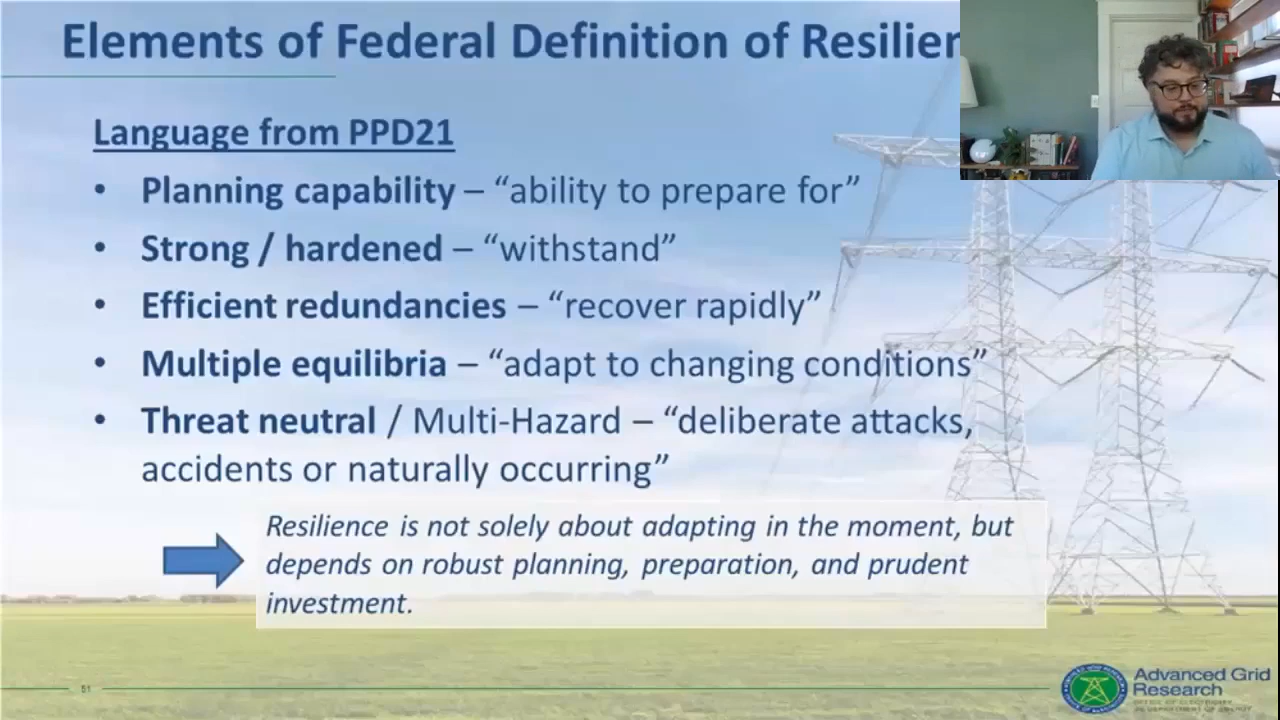 Elements of Federal Definition of Resilien
Language from PPD21
• Planning capability – “ability to prepare for”
• Strong / hardened – “withstand”
• Efficient redundancies – “recover rapidly”
• Multiple equilibria – “adapt to changing conditions”
• Threat neutral / Multi-Hazard – “deliberate attacks,
accidents or naturally occurring”
Resilience is not solely about adapting in the moment, but
depends on robust planning, preparation, and prudent
investment.
51
Advanced Grid
Research